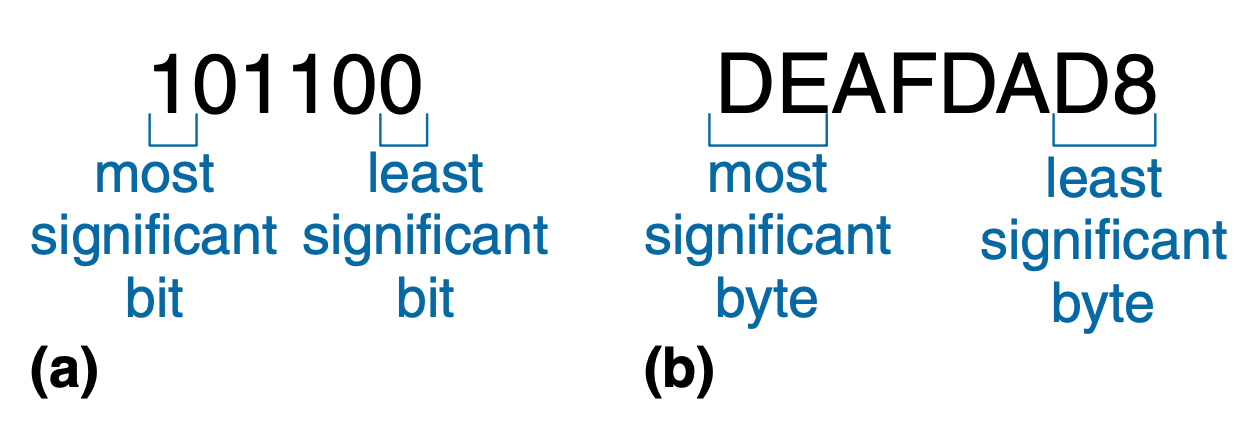 101100
most
significant
bit
least
significant
bit
(a)
DEAFDAD8
most
significant
byte
least
significant
byte
(b)